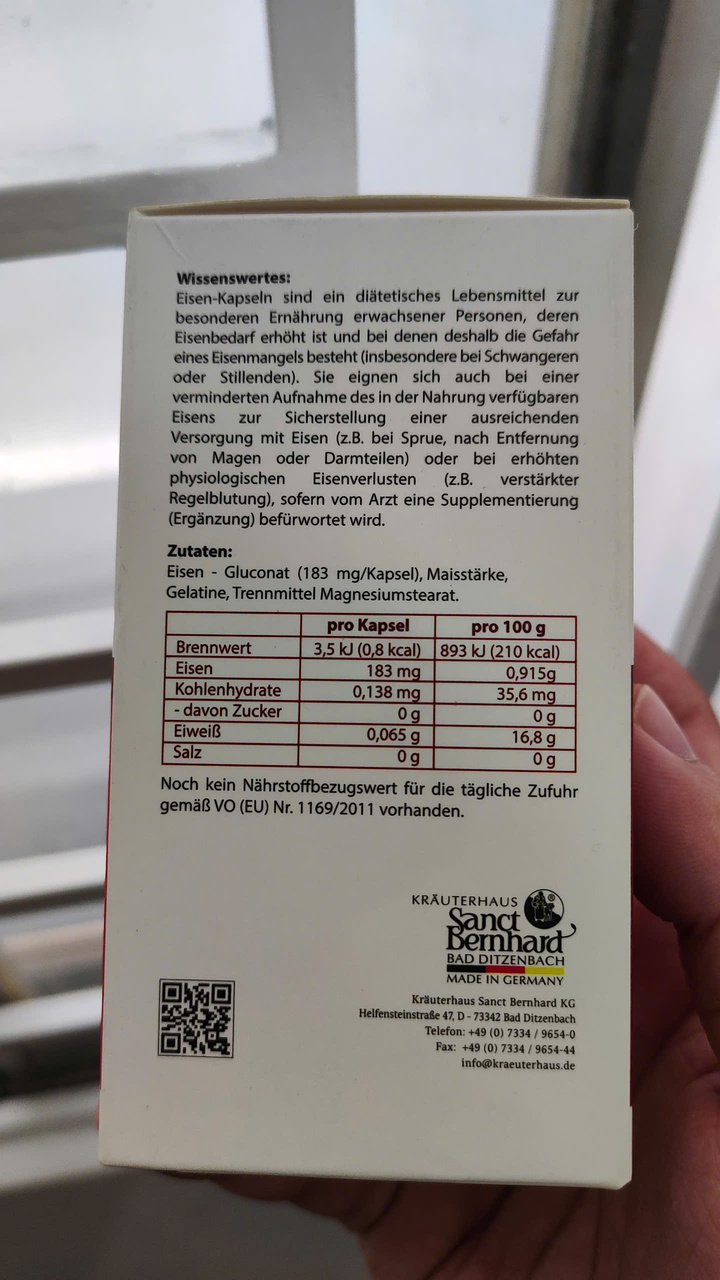 Wissenswertes:
Eisen-Kapseln sind ein diätetisches Lebensmittel zur
besonderen Ernährung erwachsener Personen, deren
Eisenbedarf erhöht ist und bei denen deshalb die Gefahr
eines Eisenmangels besteht (insbesondere bei Schwangeren
oder Stillenden). Sie eignen sich auch bei einer
verminderten Aufnahme des in der Nahrung verfügbaren
Eisens zur Sicherstellung einer ausreichenden
Versorgung mit Eisen (z.B. bei Sprue, nach Entfernung
von Magen oder Darmteilen) oder bei erhöhten
physiologischen Eisenverlusten (z.B. verstärkter
Regelblutung), sofern vom Arzt eine Supplementierung
(Ergänzung) befürwortet wird.
Zutaten:
Eisen - Gluconat (183 mg/Kapsel), Maisstärke,
Gelatine, Trennmittel Magnesiumstearat.
pro Kapsel pro 100 g
Brennwert 3,5 kJ (0,8 kcal) 893 kJ (210 kcal)
Eisen 183 mg 0,915g
Kohlenhydrate 0,138 mg 35,6 mg
- davon Zucker 0 g 0 g
Eiweiß 0,065 g 16,8 g
Salz 0 g 0 g
Noch kein Nährstoffbezugswert für die tägliche Zufuhr
gemäß VO (EU) Nr. 1169/2011 vorhanden.
KRÄUTERHAUS ®
Sanct
Bernhard
BAD DITZENBACH
MADE IN GERMANY
Kräuterhaus Sanct Bernhard KG
Helfensteinstraße 47, D - 73342 Bad Ditzenbach
Telefon: +49 (0) 7334 / 9654-0
Fax: +49 (0) 7334 / 9654-44
info@kraeuterhaus.de